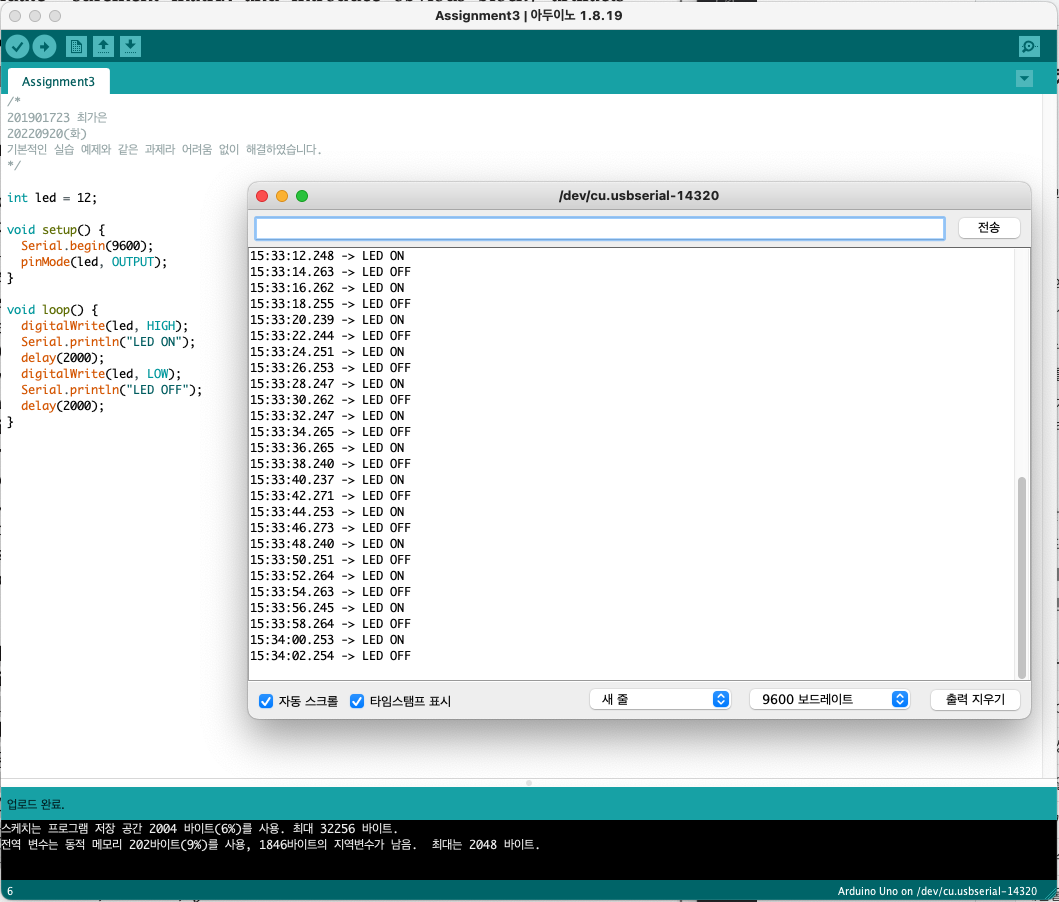 Assignment3 | 아두이노 1.8.19
Assignment3
/*
201901723 최가은
20220920(화)
기본적인 실습 예제와 같은 과제라 어려움 없이 해결하였습니다.
*/
int led = 12;
void setup() {
Serial.begin(9600);
pinMode(led, OUTPUT);
}
void loop() {
digitalWrite(led, HIGH);
Serial.println("LED ON");
delay(2000);
digitalWrite(led, LOW);
Serial.println("LED OFF");
delay(2000);
}
/dev/cu.usbserial-14320
전송
15:33:12.248 -> LED ON
15:33:14.263 -> LED OFF
15:33:16.262 -> LED ON
15:33:18.255 -> LED OFF
15:33:20.239 -> LED ON
15:33:22.244 -> LED OFF
15:33:24.251 -> LED ON
15:33:26.253 -> LED OFF
15:33:28.247 -> LED ON
15:33:30.262 -> LED OFF
15:33:32.247 -> LED ON
15:33:34.265 -> LED OFF
15:33:36.265 -> LED ON
15:33:38.240 -> LED OFF
15:33:40.237 -> LED ON
15:33:42.271 -> LED OFF
15:33:44.253 -> LED ON
15:33:46.273 -> LED OFF
15:33:48.240 -> LED ON
15:33:50.251 -> LED OFF
15:33:52.264 -> LED ON
15:33:54.263 -> LED OFF
15:33:56.245 -> LED ON
15:33:58.264 -> LED OFF
15:34:00.253 -> LED ON
15:34:02.254 -> LED OFF
자동 스크롤 타임스탬프 표시 새 줄 9600 보드레이트 출력 지우기
업로드 완료.
스케치는 프로그램 저장 공간 2004 바이트(6%)를 사용. 최대 32256 바이트.
전역 변수는 동적 메모리 202바이트(9%)를 사용, 1846바이트의 지역변수가 남음.  최대는 2048 바이트.
6 Arduino Uno on /dev/cu.usbserial-14320